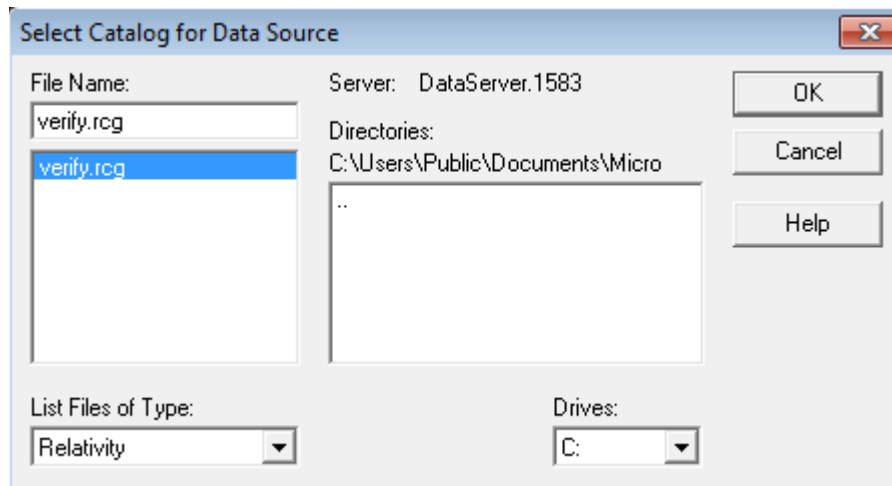 Select Catalog for Data Source
File Name:
verify.rcg
verify.rcg
Server: DataServer.1583
Directories:
C:\Users\Public\Documents\Micro
..
OK
Cancel
Help
List Files of Type:
Relativity
Drives:
C: